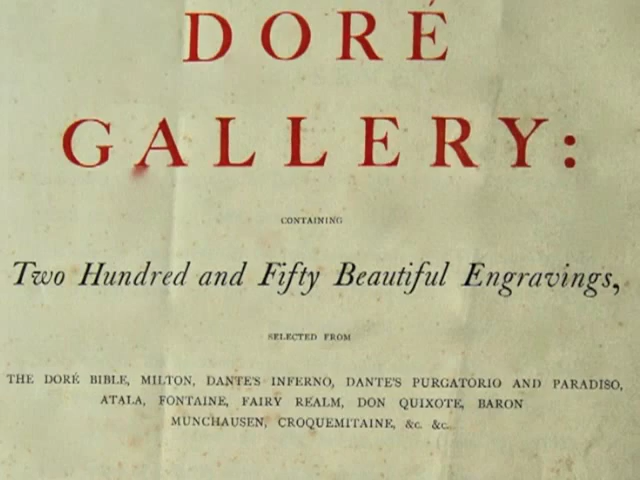 DORÉ
GALLERY:
CONTAINING
Two Hundred and Fifty Beautiful Engravings,
SELECTED FROM
THE DORÉ BIBLE, MILTON, DANTE'S INFERNO, DANTE'S PURGATORIO AND PARADISO,
ATALA, FONTAINE, FAIRY REALM, DON QUIXOTE, BARON
MUNCHAUSEN, CROQUEMITAINE, &c. &c.